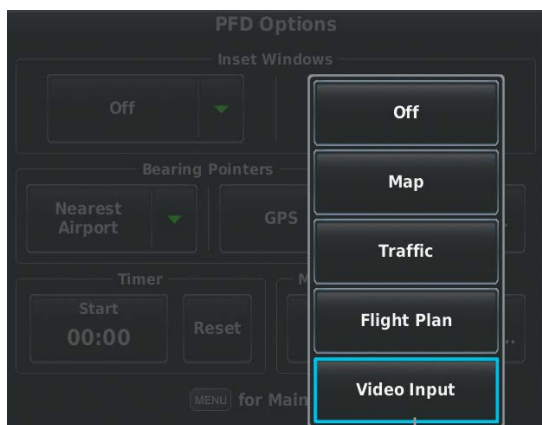 PFD Options
Inset Windows
Off
Bearing Pointers
Nearest
Airport
GPS
Timer
Start
00:00
Reset
M
..
..
MENU for Main
Off
Map
Traffic
Flight Plan
Video Input